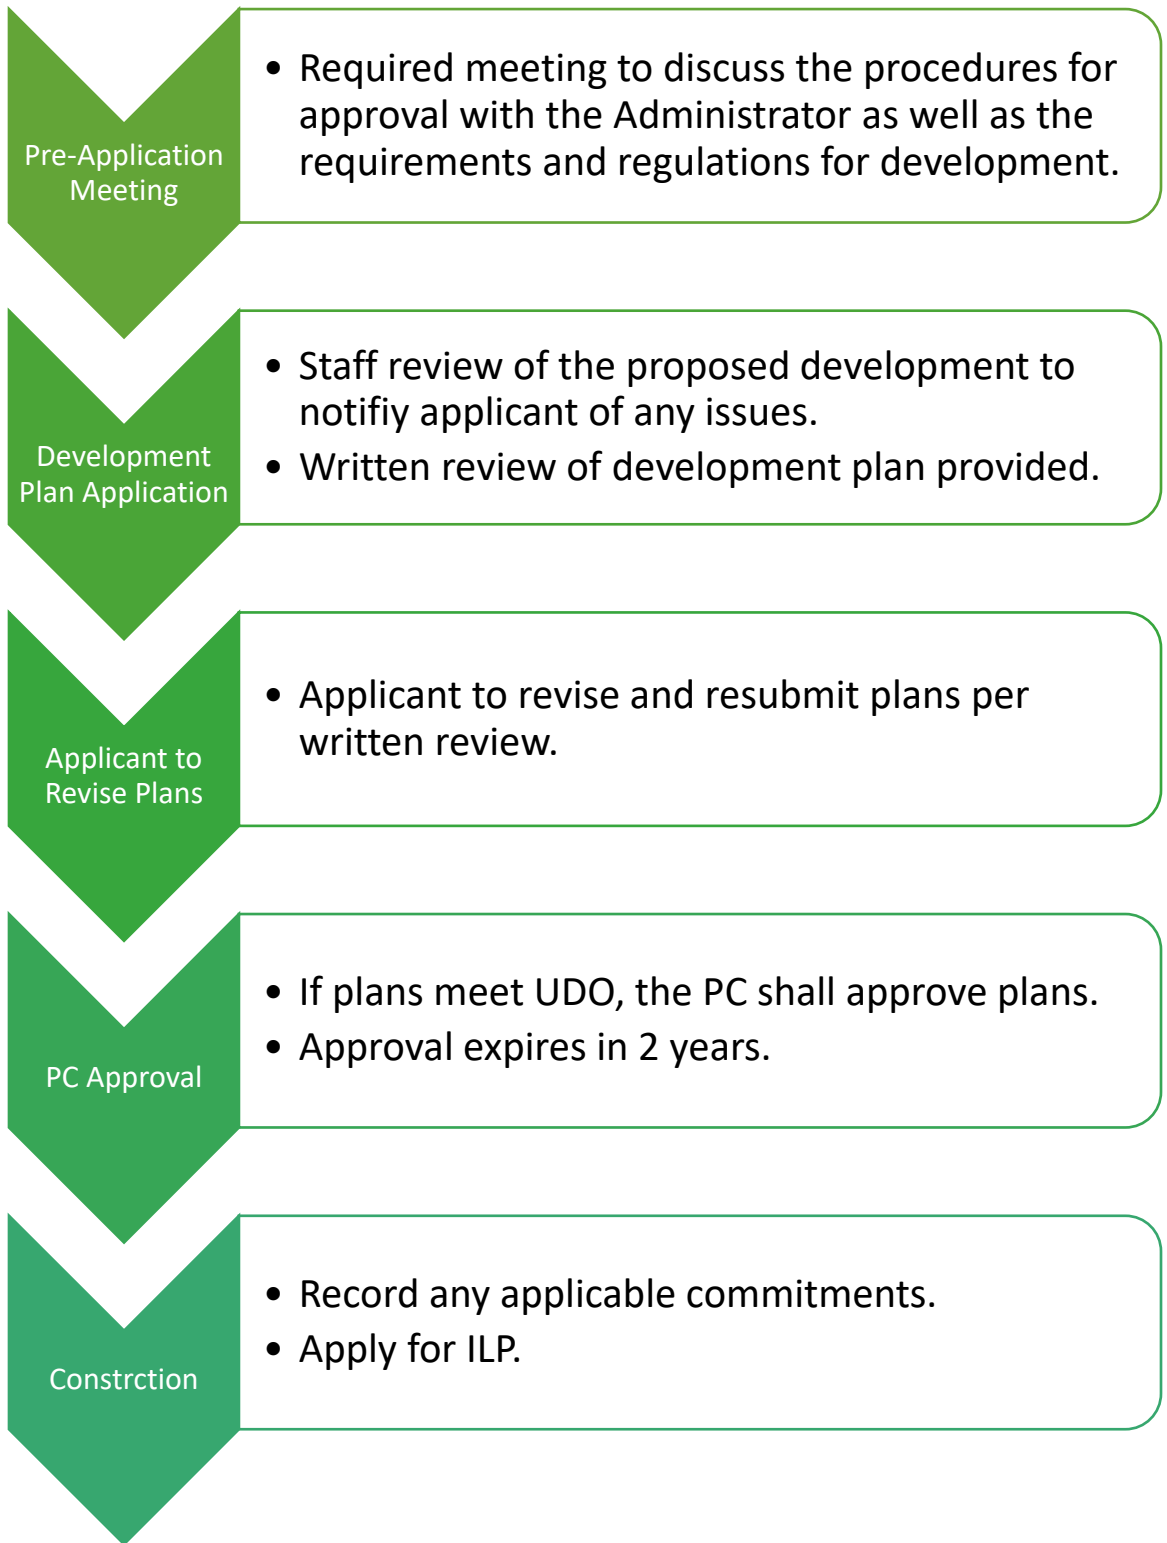 Pre-Application
Meeting
• Required meeting to discuss the procedures for
approval with the Administrator as well as the
requirements and regulations for development.
Development
Plan Application
• Staff review of the proposed development to
notifiy applicant of any issues.
• Written review of development plan provided.
Applicant to
Revise Plans
• Applicant to revise and resubmit plans per
written review.
PC Approval
• If plans meet UDO, the PC shall approve plans.
• Approval expires in 2 years.
Constrction
• Record any applicable commitments.
• Apply for ILP.